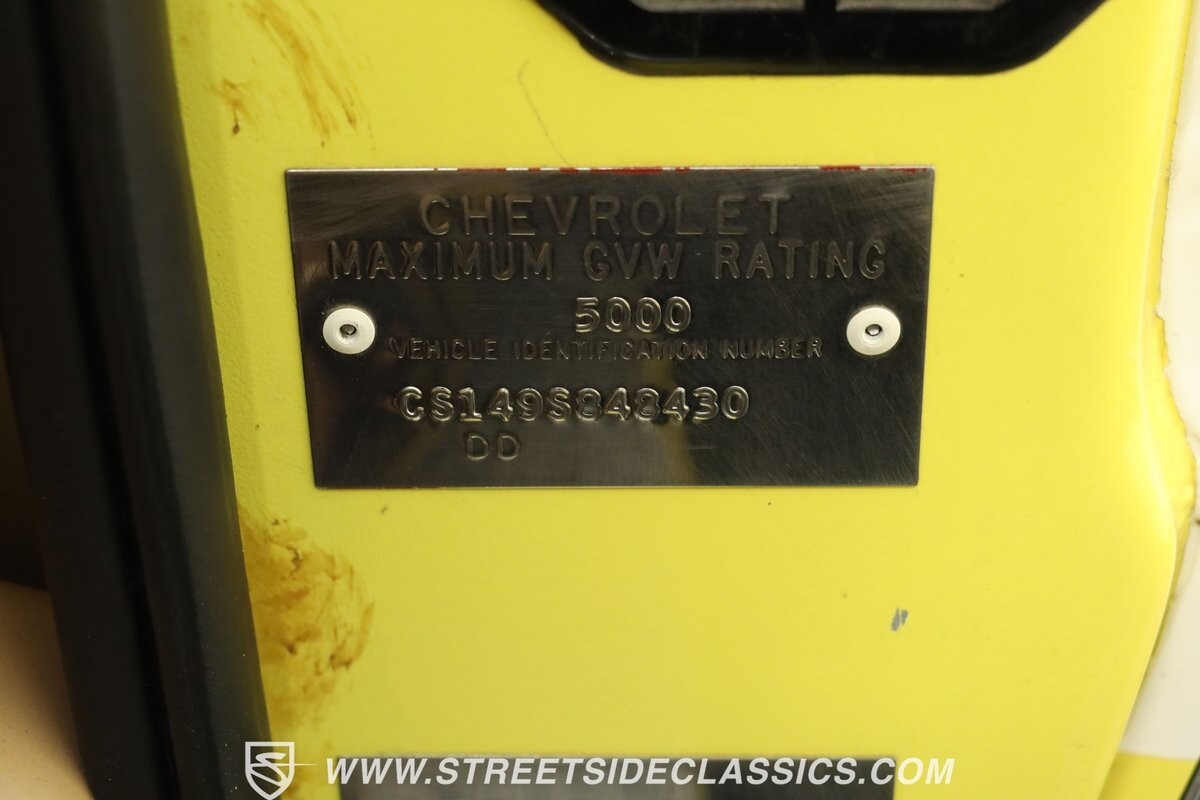 CHEVROLET
MAXIMUM GVW RATING
5000
VEHICLE IDENTIFICATION NUMBER
CS149S848430
DD
WWW.STREETSIDECLASSICS.COM